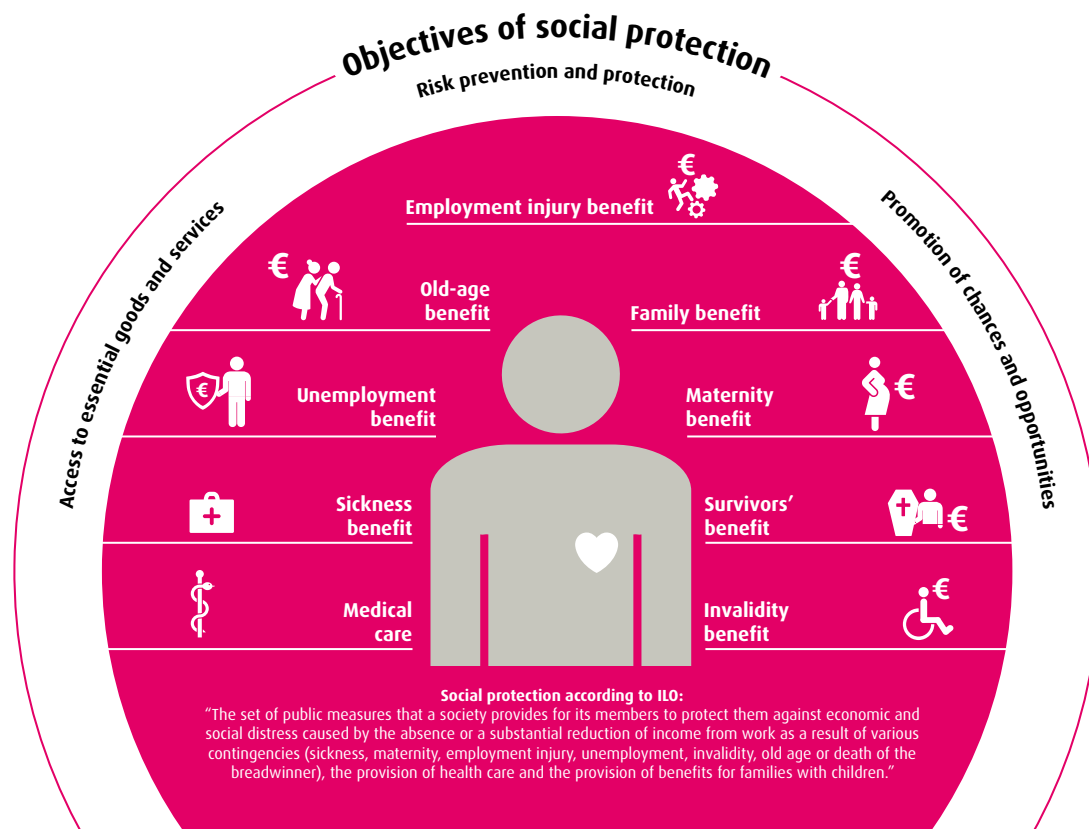 Objectives of social protection
Risk prevention and protection
Access to essential goods and services
Promotion of chances and opportunities
€
Employment injury benefit
€
Old-age
benefit
€
Family benefit
€
Unemployment
benefit
Maternity
benefit
€
Sickness
benefit
Survivors’
benefit
€
Medical
care
Invalidity
benefit
€
Social protection according to ILO:
“The set of public measures that a society provides for its members to protect them against economic and
social distress caused by the absence or a substantial reduction of income from work as a result of various
contingencies (sickness, maternity, employment injury, unemployment, invalidity, old age or death of the
breadwinner), the provision of health care and the provision of benefits for families with children.”